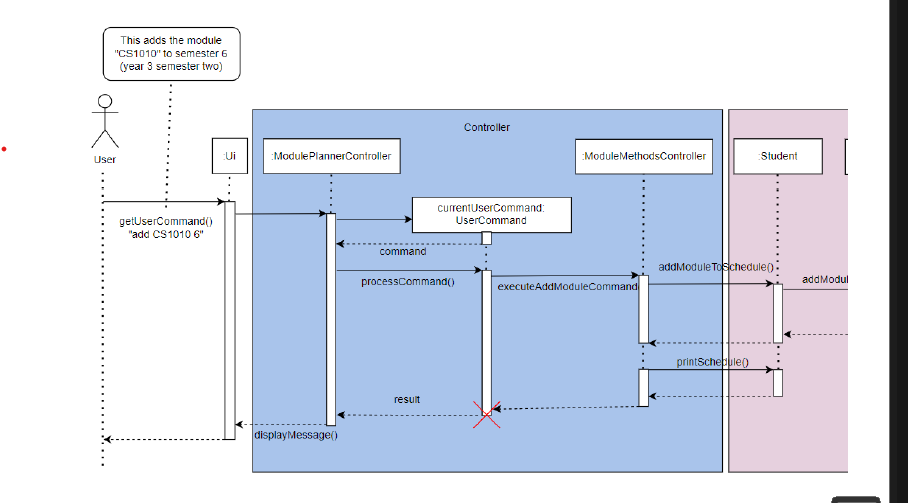 This adds the module
"CS1010" to semester 6
(year 3 semester two)
User
:Ui
Controller
:ModulePlannerController
:ModuleMethodsController
:Student
currentUserCommand:
UserCommand
getUserCommand()
"add CS1010 6"
command
processCommand()
executeAddModuleCommand
addModuleToSchedule()
addModul
printSchedule()
result
displayMessage()